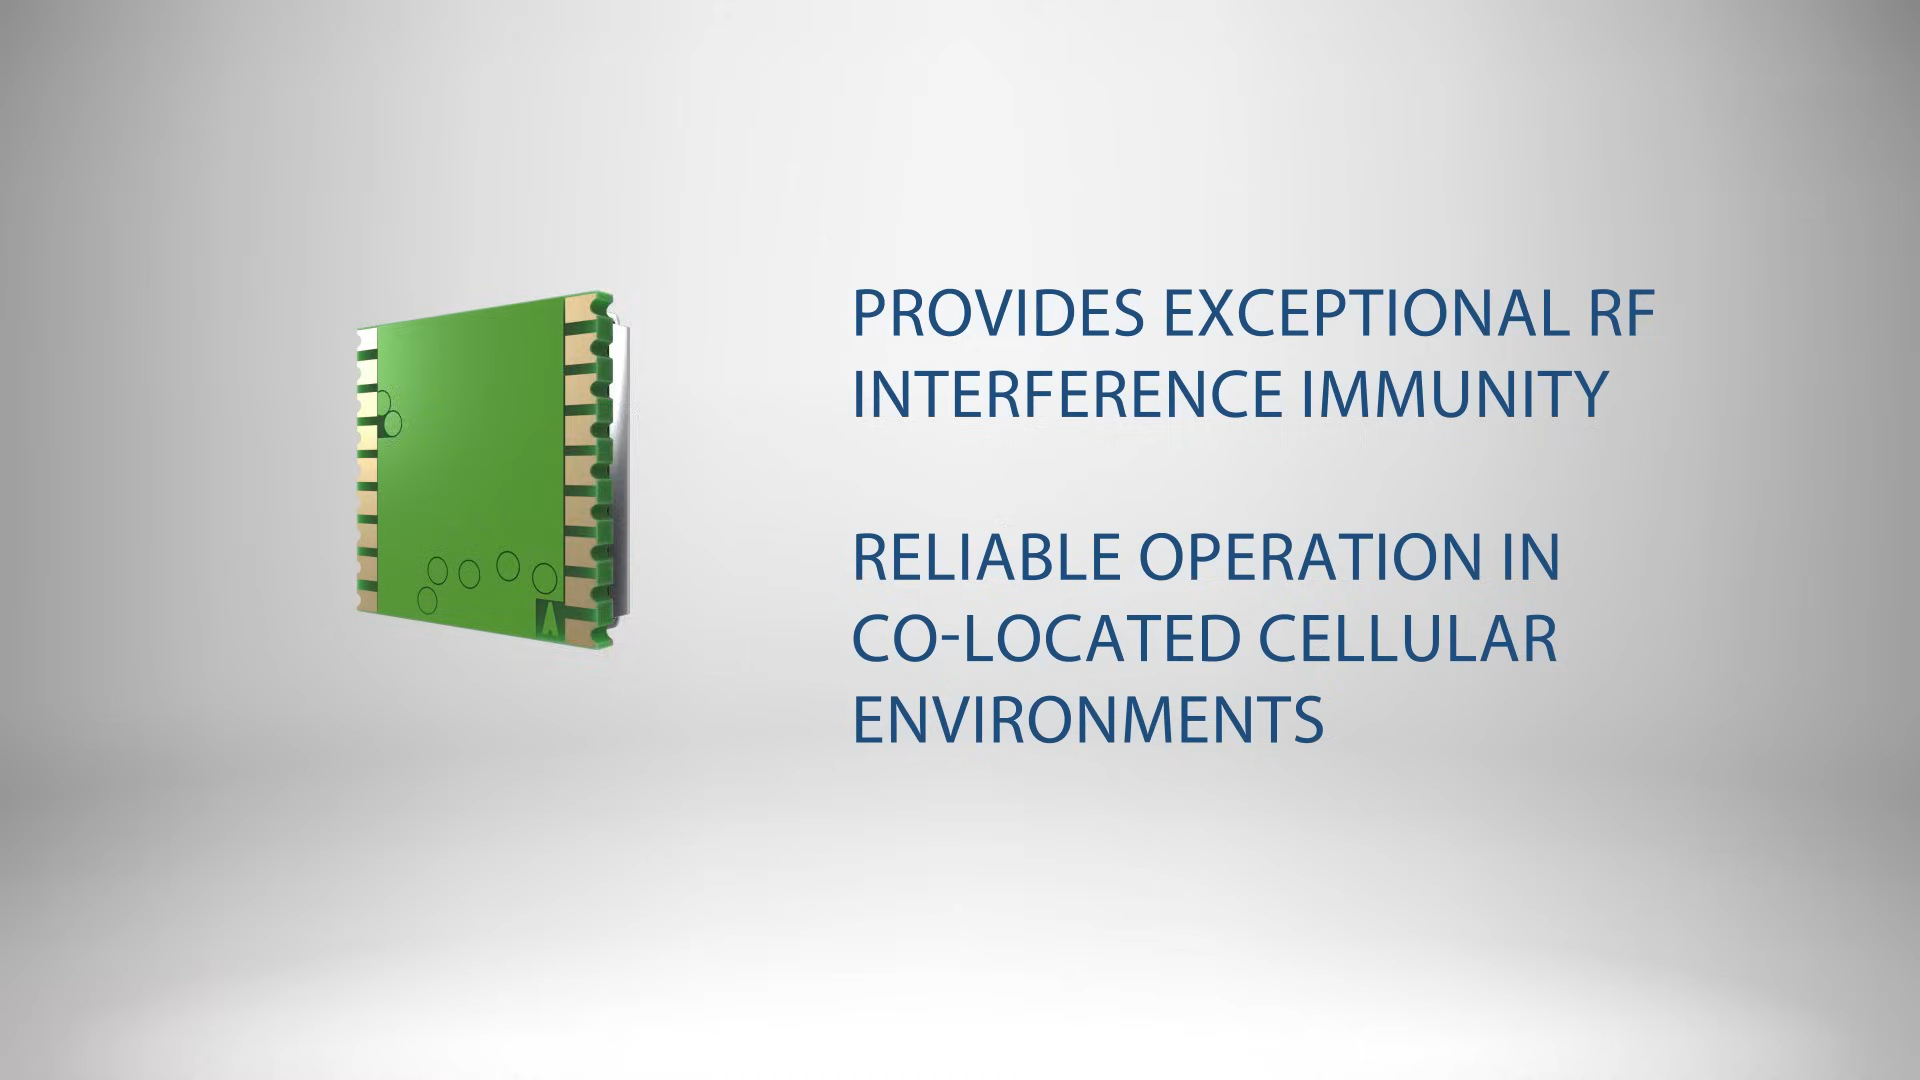 PROVIDES EXCEPTIONAL RF
INTERFERENCE IMMUNITY
RELIABLE OPERATION IN
CO-LOCATED CELLULAR
ENVIRONMENTS